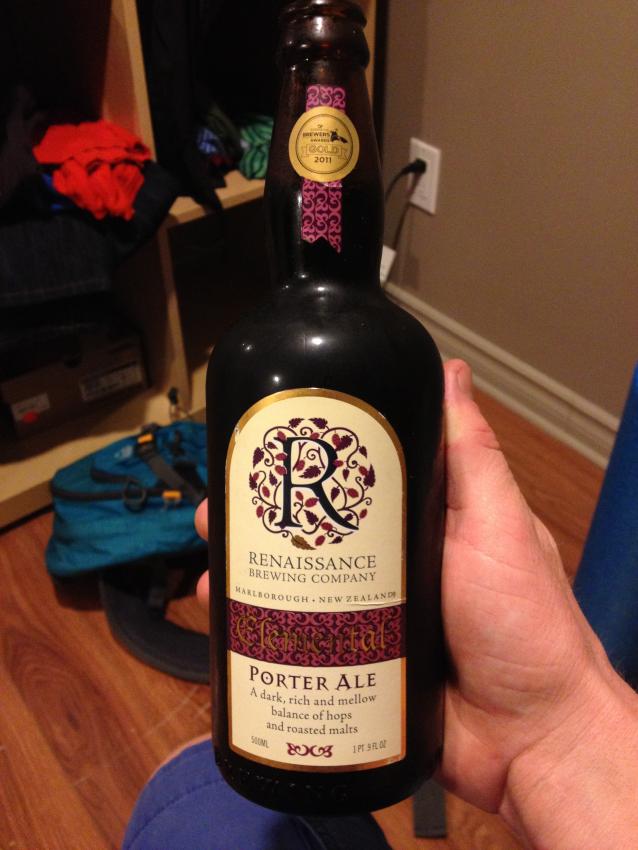 BREWERS
AWARDS
GOLD
2011
R
RENAISSANCE
BREWING COMPANY
MARLBOROUGH • NEW ZEALAND
Elemental
PORTER ALE
A dark, rich and mellow
balance of hops
and roasted malts
500ML 1 PT .9 FL OZ